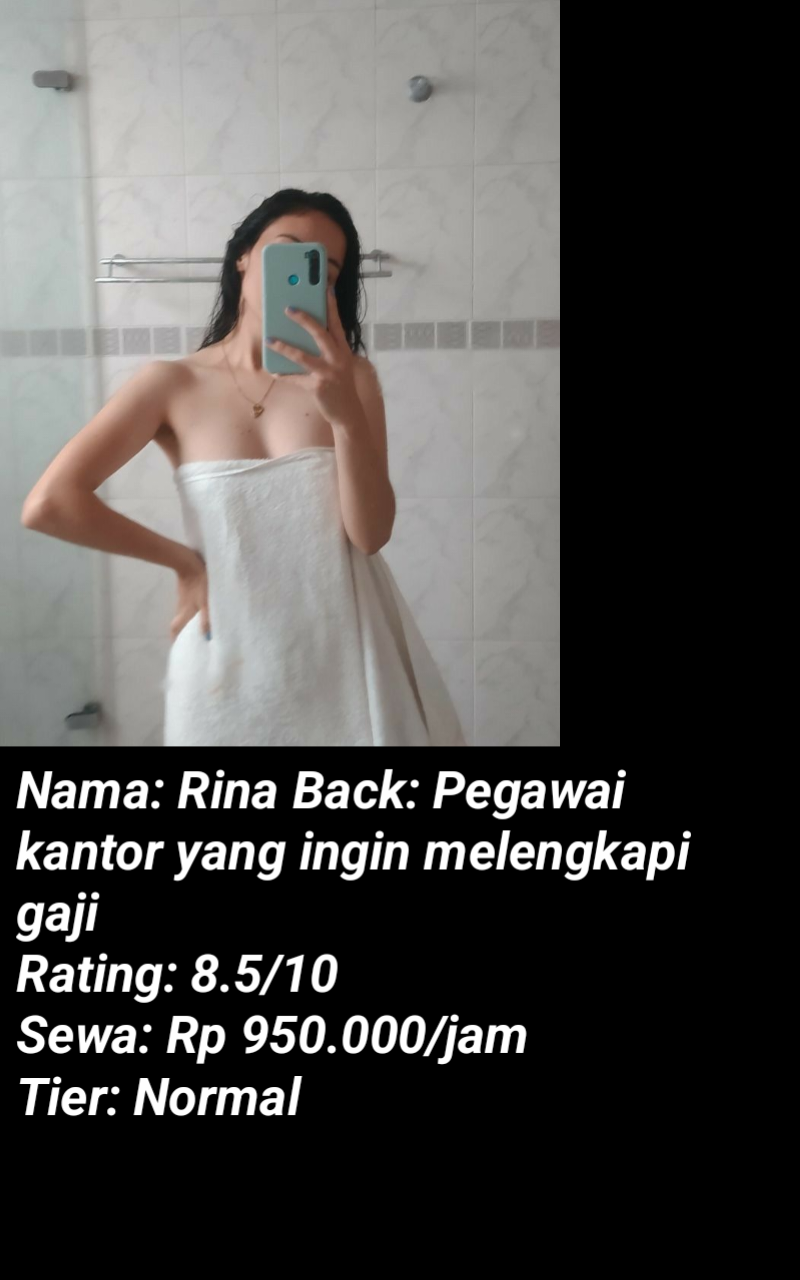 Nama: Rina Back: Pegawai
kantor yang ingin melengkapi
gaji
Rating: 8.5/10
Sewa: Rp 950.000/jam
Tier: Normal